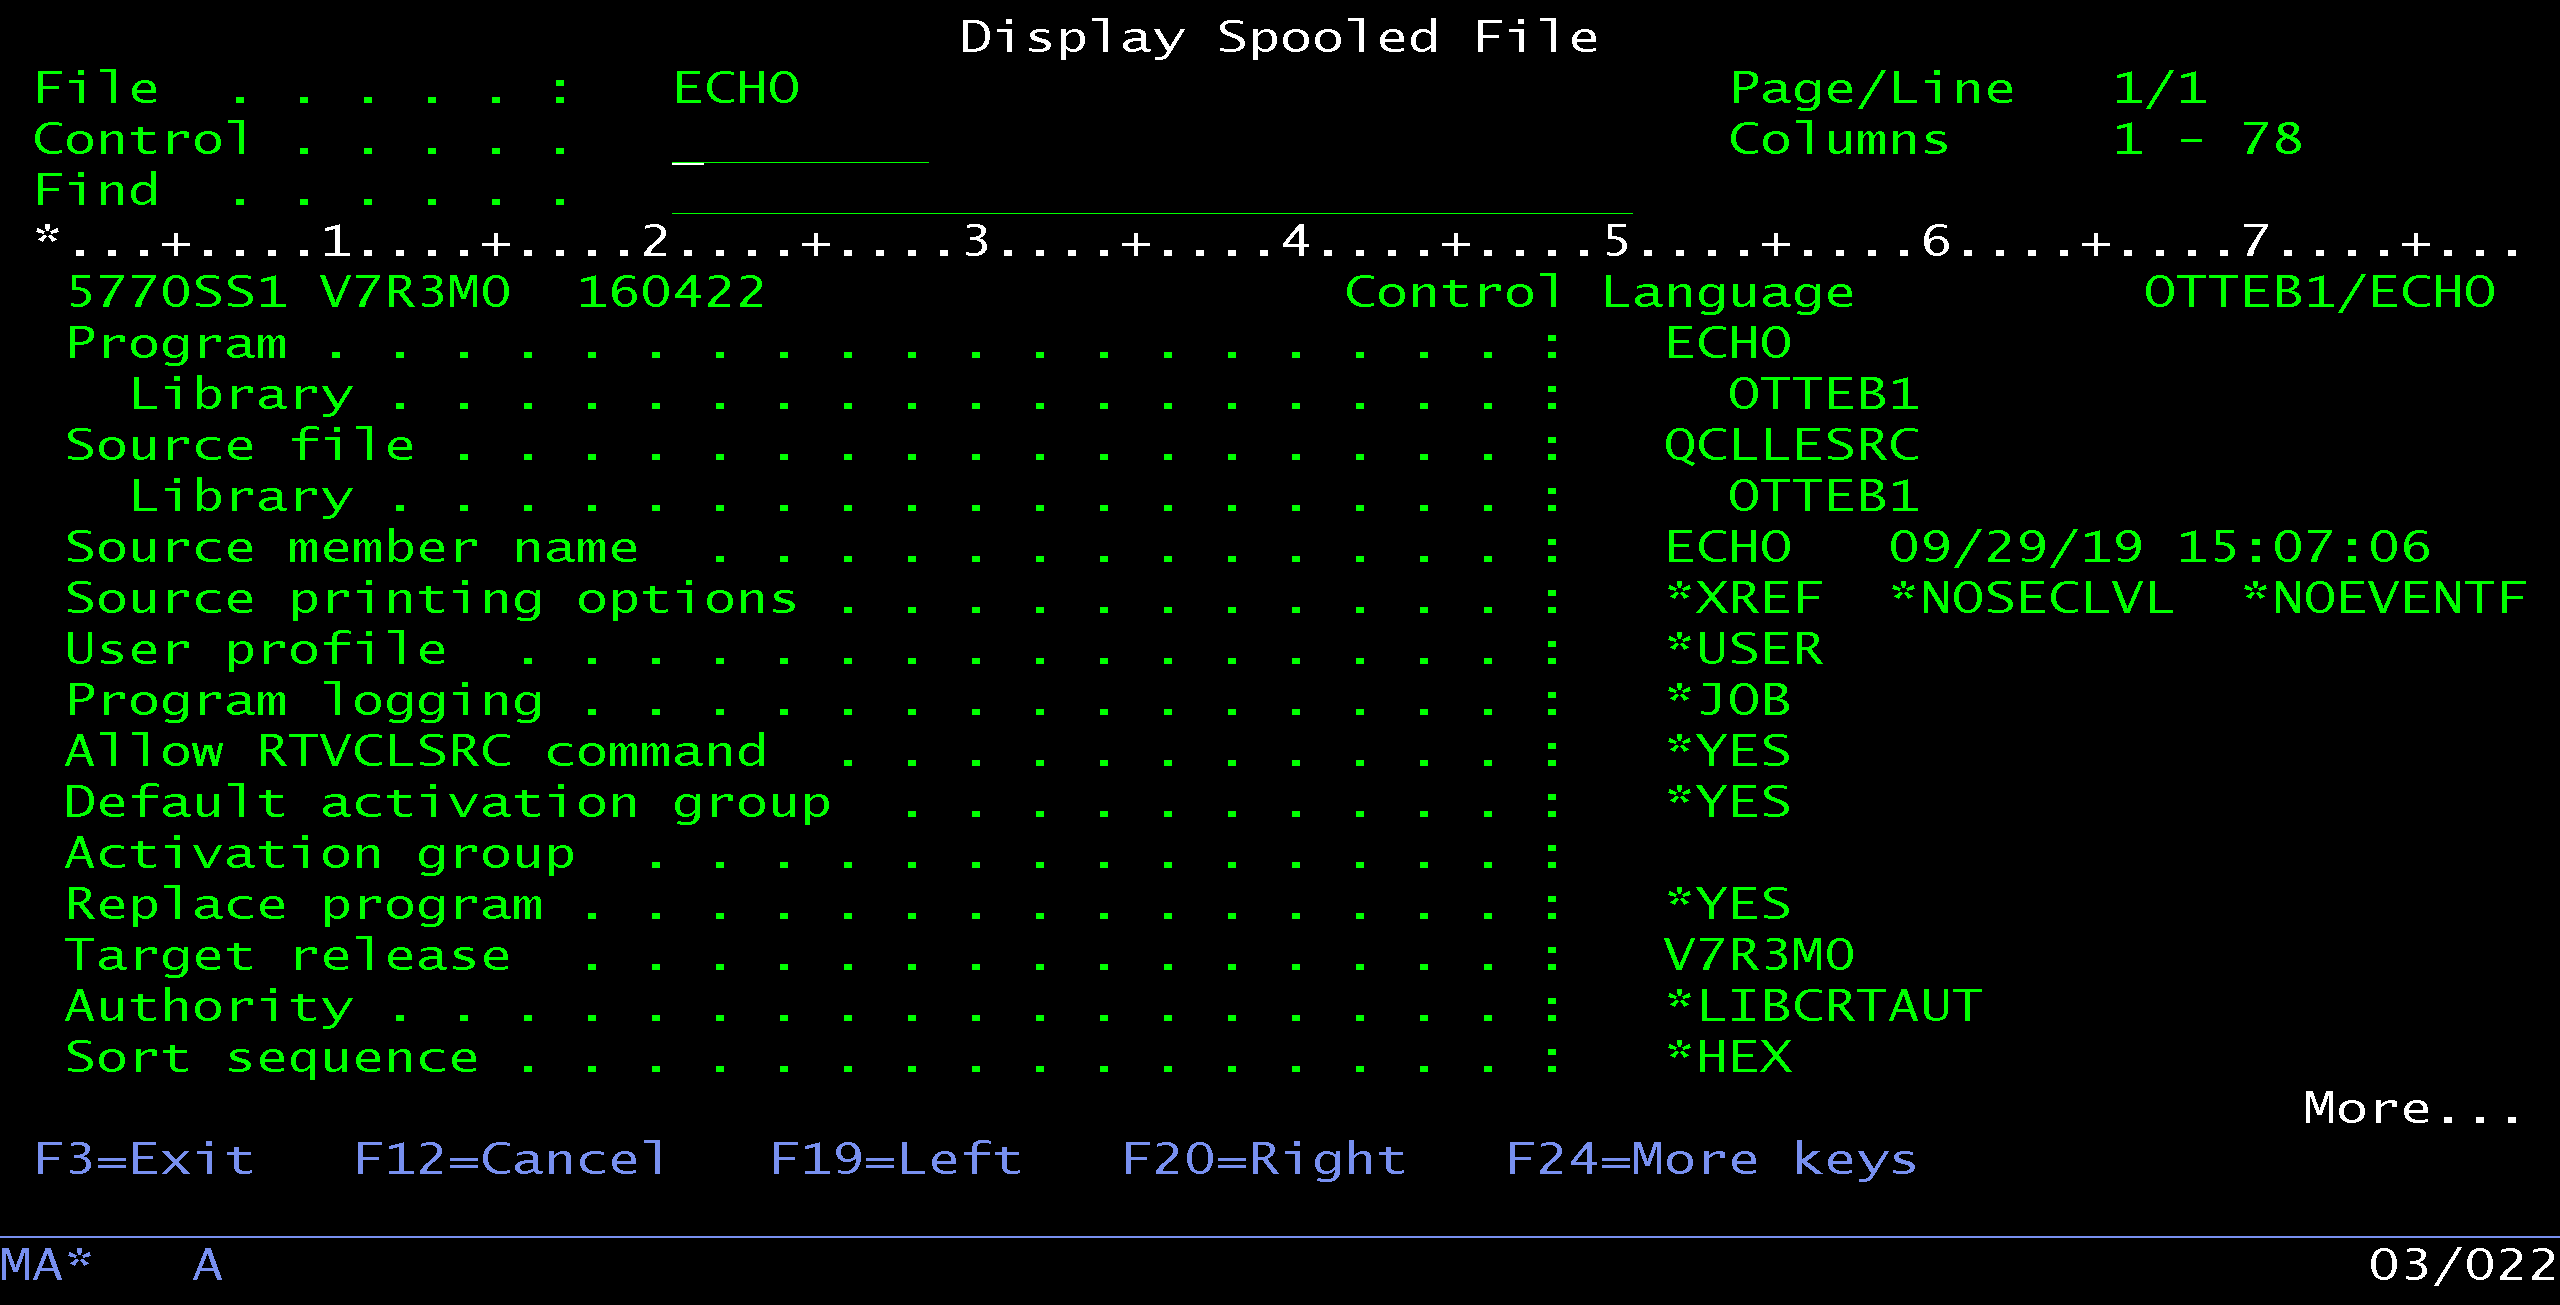 Display Spooled File
File  . . . . . :   ECHO                             Page/Line   1/1
Control . . . . .   _                                Columns     1 - 78
Find  . . . . . .
*...+....1....+....2....+....3....+....4....+....5....+....6....+....7....+...
5770SS1 V7R3M0  160422                  Control Language         OTTEB1/ECHO
Program . . . . . . . . . . . . . . . . . . . :   ECHO
  Library . . . . . . . . . . . . . . . . . . :     OTTEB1
Source file . . . . . . . . . . . . . . . . . :   QCLLESRC
  Library . . . . . . . . . . . . . . . . . . :     OTTEB1
Source member name  . . . . . . . . . . . . . :   ECHO   09/29/19 15:07:06
Source printing options . . . . . . . . . . . :   *XREF  *NOSECLVL  *NOEVENTF
User profile  . . . . . . . . . . . . . . . . :   *USER
Program logging . . . . . . . . . . . . . . . :   *JOB
Allow RTVCLSRC command  . . . . . . . . . . . :   *YES
Default activation group  . . . . . . . . . . :   *YES
Activation group  . . . . . . . . . . . . . . :
Replace program . . . . . . . . . . . . . . . :   *YES
Target release  . . . . . . . . . . . . . . . :   V7R3M0
Authority . . . . . . . . . . . . . . . . . . :   *LIBCRTAUT
Sort sequence . . . . . . . . . . . . . . . . :   *HEX
More...
F3=Exit   F12=Cancel   F19=Left   F20=Right   F24=More keys
MA*   A   03/022